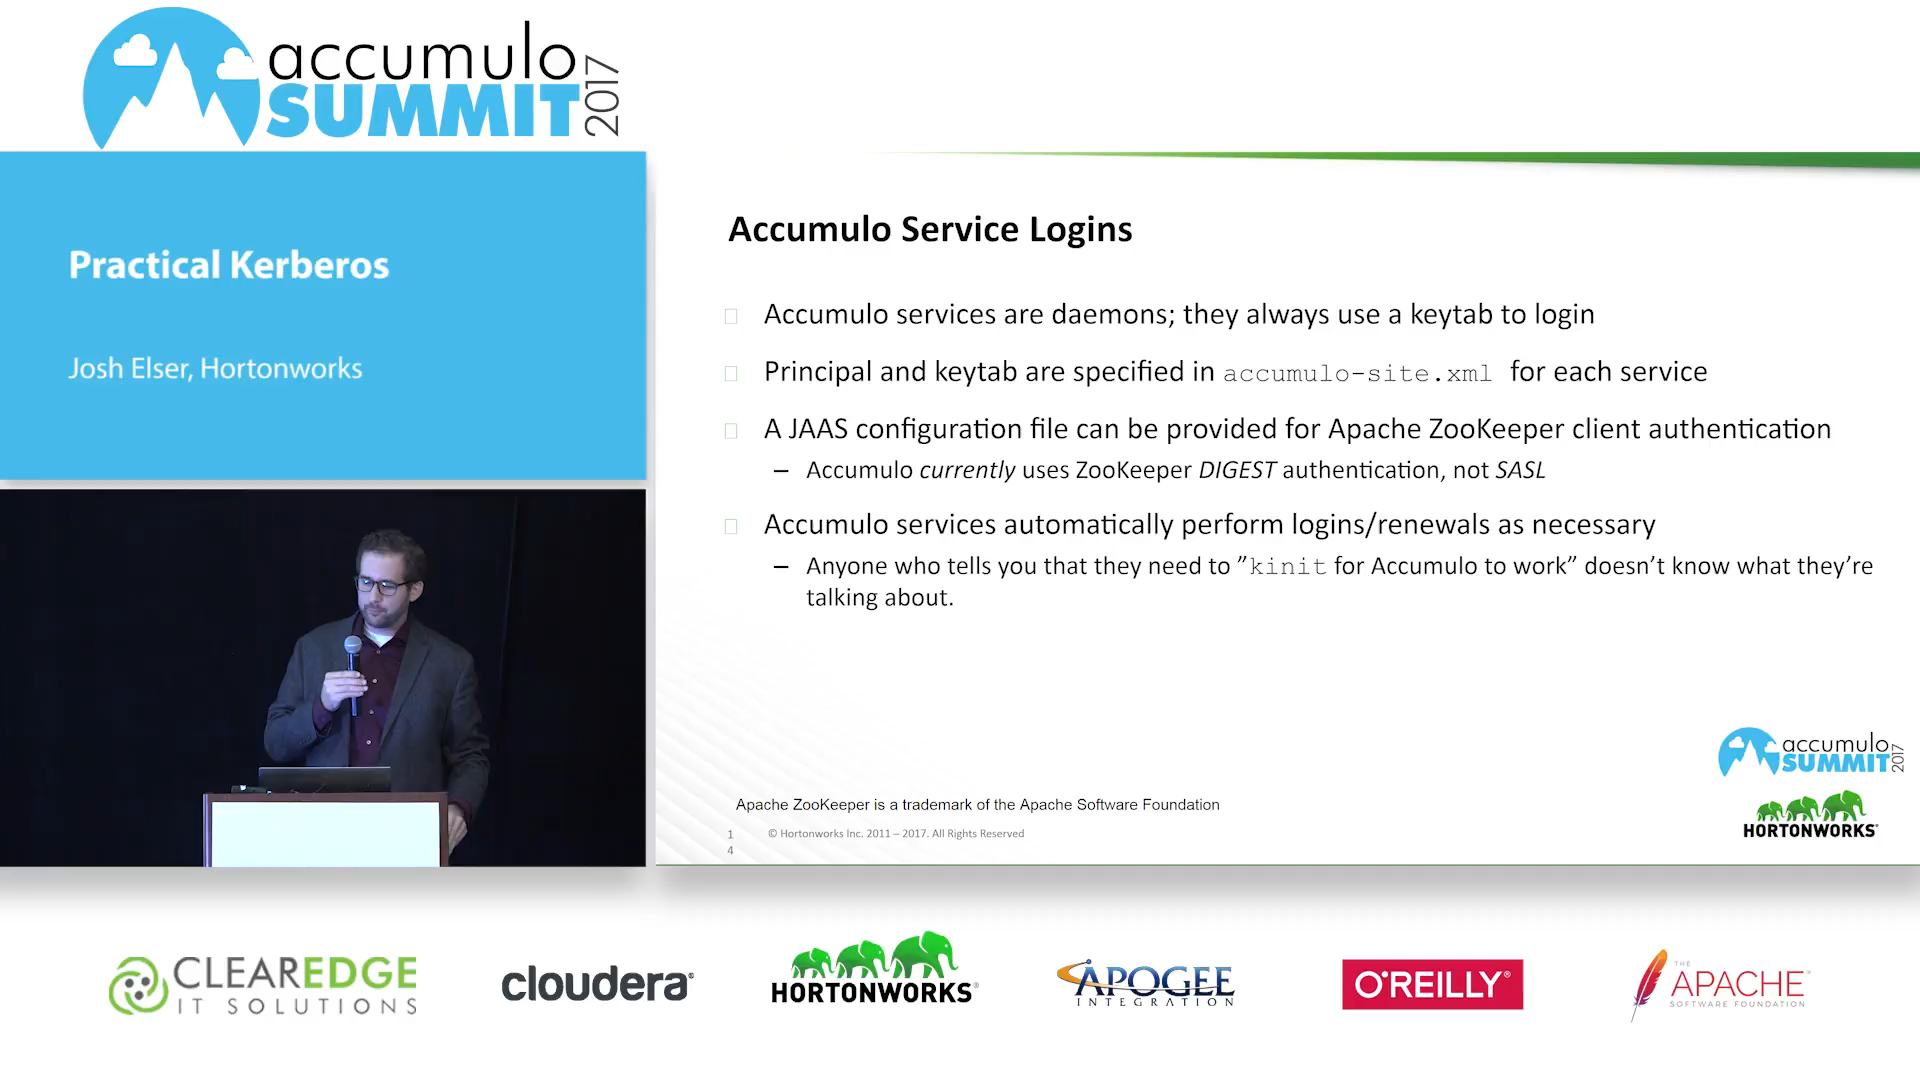 accumulo
SUMMIT
2017
Practical Kerberos
Josh Elser, Hortonworks
Accumulo Service Logins
Accumulo services are daemons; they always use a keytab to login
Principal and keytab are specified in accumulo-site.xml for each service
A JAAS configuration file can be provided for Apache ZooKeeper client authentication
– Accumulo currently uses ZooKeeper DIGEST authentication, not SASL
Accumulo services automatically perform logins/renewals as necessary
– Anyone who tells you that they need to ”kinit for Accumulo to work” doesn’t know what they’re
talking about.
accumulo
SUMMIT
2017
HORTONWORKS
Apache ZooKeeper is a trademark of the Apache Software Foundation
1
4
© Hortonworks Inc. 2011 – 2017. All Rights Reserved
CLEAREDGE
IT SOLUTIONS
cloudera
HORTONWORKS
APOGEE
INTEGRATION
O'REILLY
THE
APACHE
SOFTWARE FOUNDATION